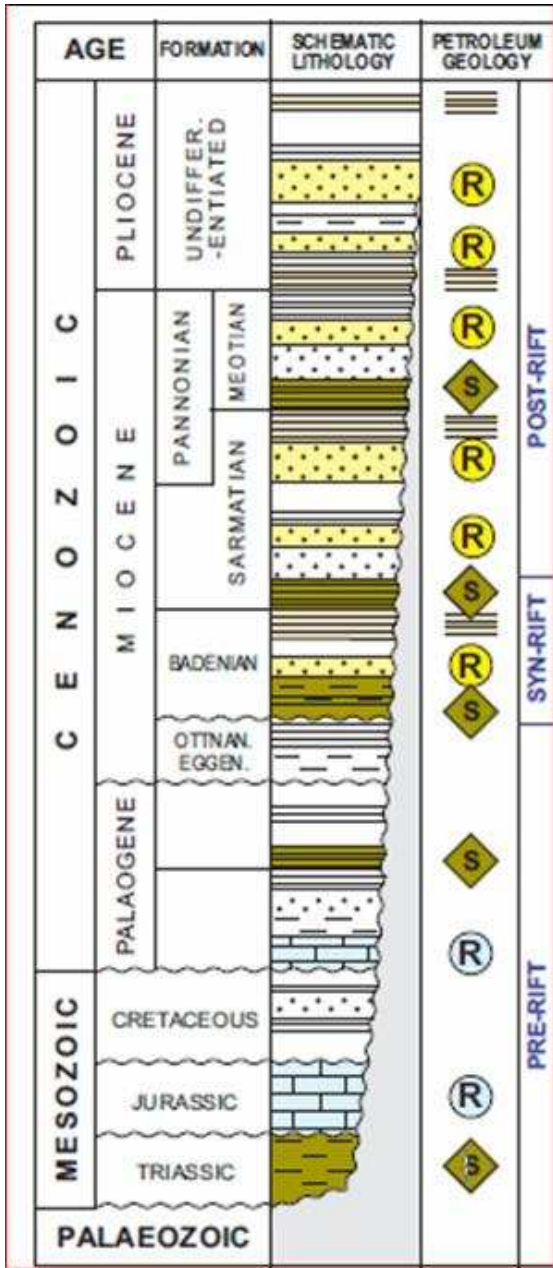 AGE
FORMATION
SCHEMATIC
LITHOLOGY
PETROLEUM
GEOLOGY
CENOZOIC
PLIOCENE
UNDIFFER.
-ENTIATED
R
R
POST-RIFT
MIOCENE
PANNONIAN
MEOTIAN
R
S
SARMATIAN
R
R
S
SYN-RIFT
BADENIAN
R
S
OTTNAN.
EGGEN.
PRE-RIFT
PALAOGENE
S
R
MESOZOIC
CRETACEOUS
JURASSIC
R
TRIASSIC
S
PALAEOZOIC